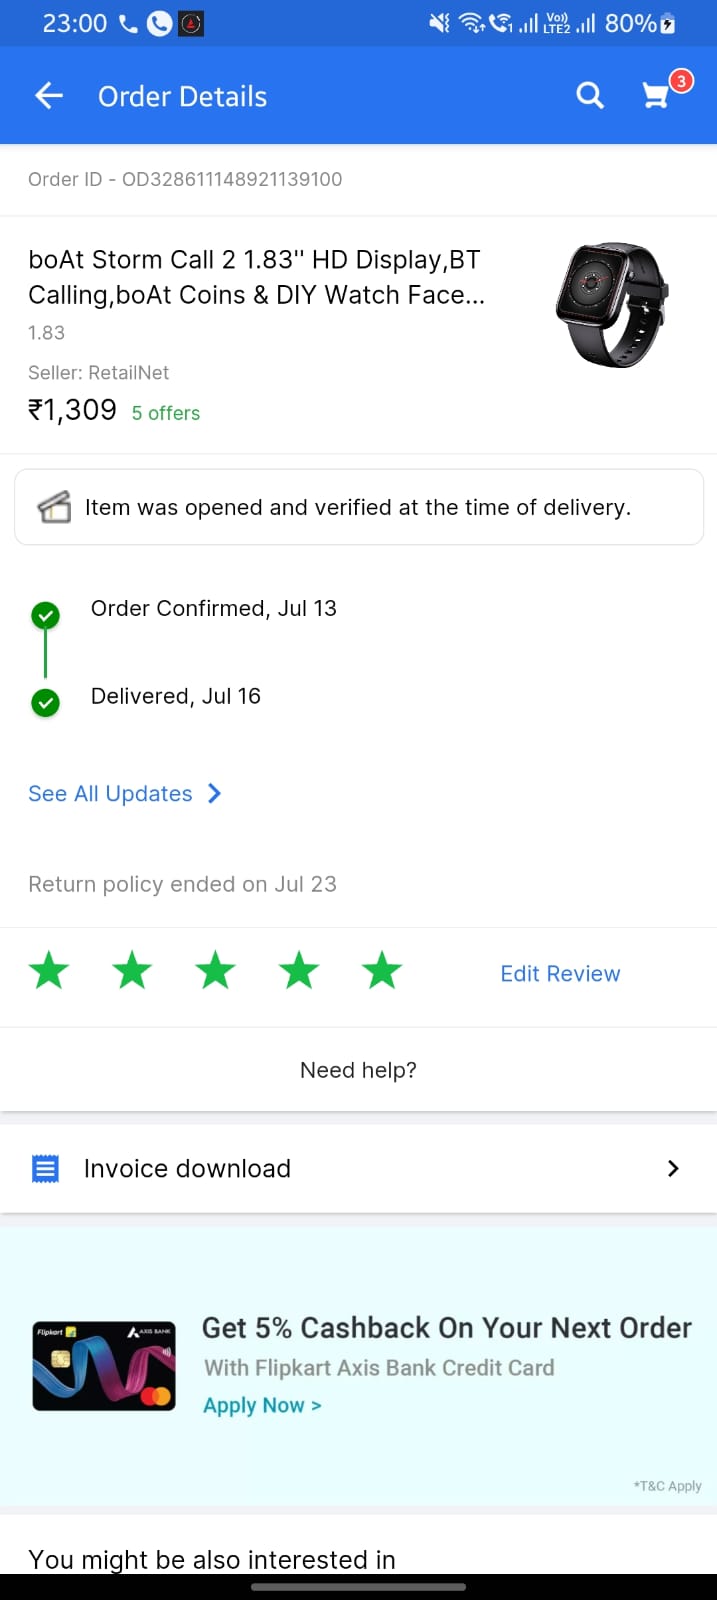 23:00
Vo))
LTE2
80%
Order Details
3
Order ID - OD328611148921139100
boAt Storm Call 2 1.83'' HD Display,BT
Calling,boAt Coins & DIY Watch Face...
1.83
Seller: RetailNet
₹1,309 5 offers
Item was opened and verified at the time of delivery.
Order Confirmed, Jul 13
Delivered, Jul 16
See All Updates
Return policy ended on Jul 23
Edit Review
Need help?
Invoice download
Flipkart
AXIS BANK
Get 5% Cashback On Your Next Order
With Flipkart Axis Bank Credit Card
Apply Now >
*T&C Apply
You might be also interested in